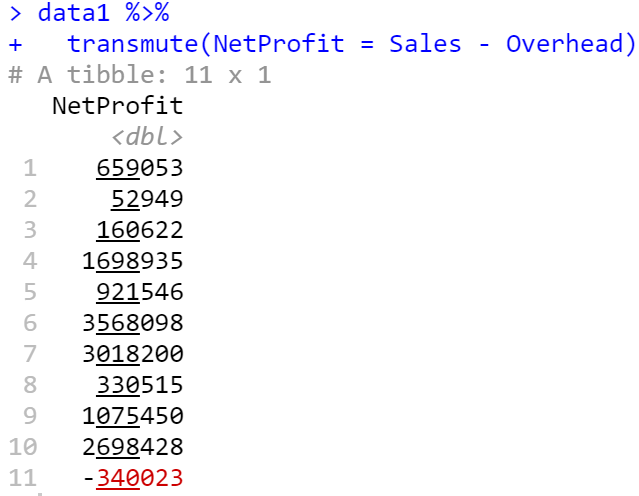 > data1 %>%
+   transmute(NetProfit = Sales - Overhead)
# A tibble: 11 x 1
   NetProfit
       <dbl>
 1    659053
 2     52949
 3    160622
 4   1698935
 5    921546
 6   3568098
 7   3018200
 8    330515
 9   1075450
10   2698428
11   -340023